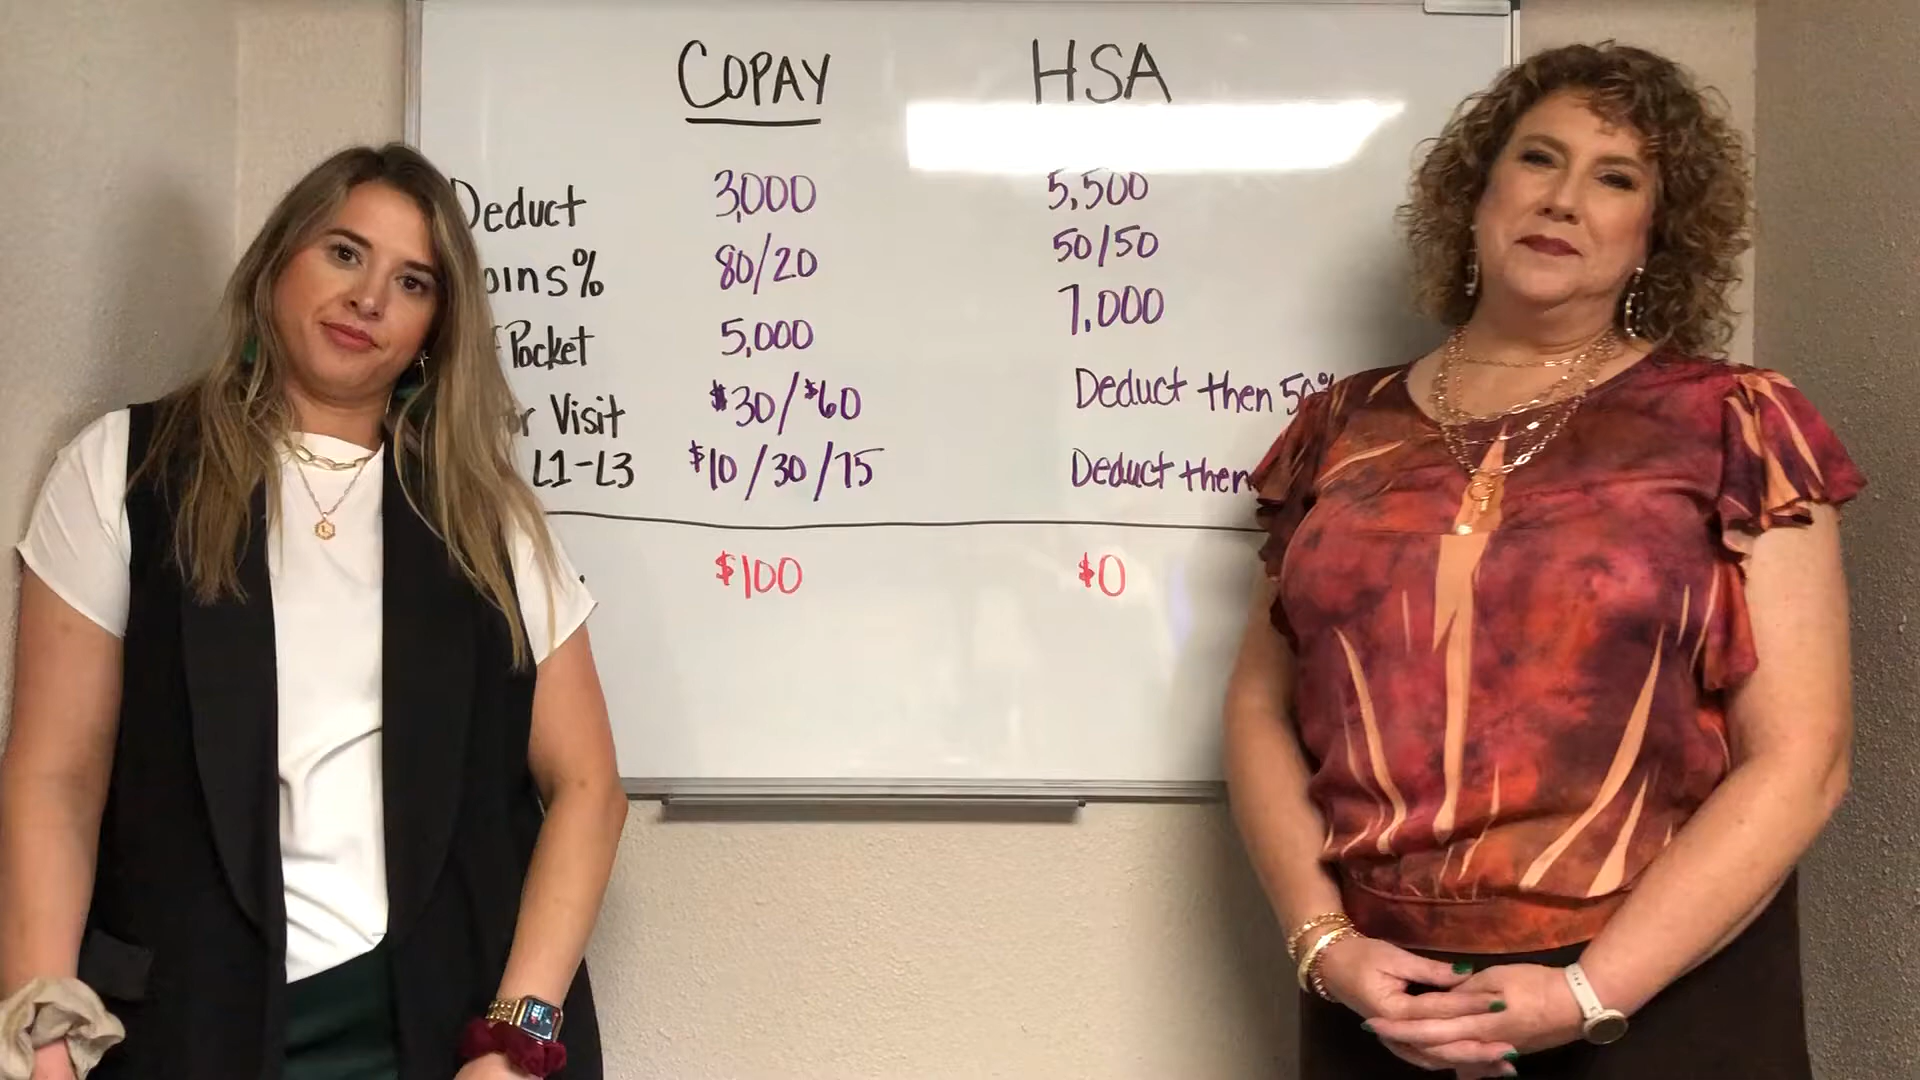 COPAY HSA
Deduct 3,000 5,500
oins% 80/20 50/50
Pocket 5,000 7,000
r Visit $30/$60 Deduct then 50%
L1-L3 $10/30/75 Deduct then
$100 $0